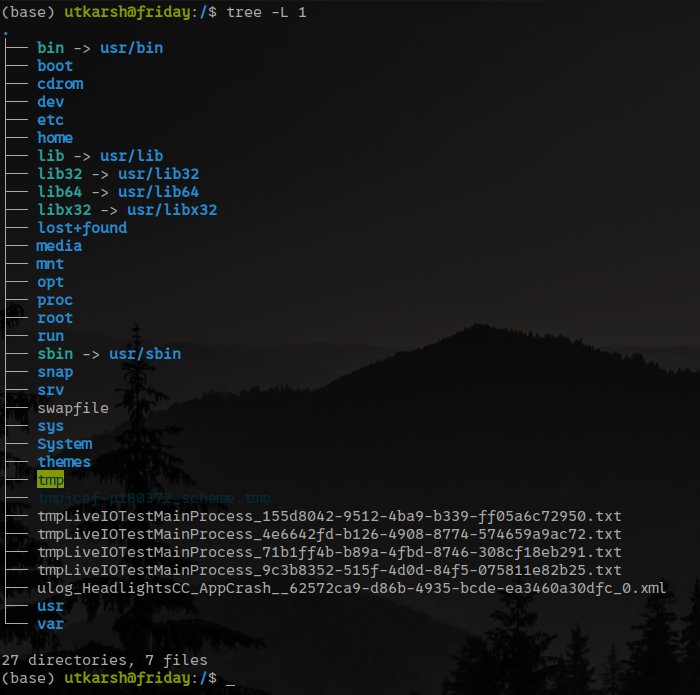 (base) utkarsh@friday:/$ tree -L 1
.
├── bin -> usr/bin
├── boot
├── cdrom
├── dev
├── etc
├── home
├── lib -> usr/lib
├── lib32 -> usr/lib32
├── lib64 -> usr/lib64
├── libx32 -> usr/libx32
├── lost+found
├── media
├── mnt
├── opt
├── proc
├── root
├── run
├── sbin -> usr/sbin
├── snap
├── srv
├── swapfile
├── sys
├── System
├── themes
├── tmp
├── tmpjcef-p180372_scheme.tmp
├── tmpLiveIOTestMainProcess_155d8042-9512-4ba9-b339-ff05a6c72950.txt
├── tmpLiveIOTestMainProcess_4e6642fd-b126-4908-8774-574659a9ac72.txt
├── tmpLiveIOTestMainProcess_71b1ff4b-b89a-4fbd-8746-308cf18eb291.txt
├── tmpLiveIOTestMainProcess_9c3b8352-515f-4d0d-84f5-075811e82b25.txt
├── ulog_HeadlightsCC_AppCrash__62572ca9-d86b-4935-bcde-ea3460a30dfc_0.xml
├── usr
└── var
27 directories, 7 files
(base) utkarsh@friday:/$ _